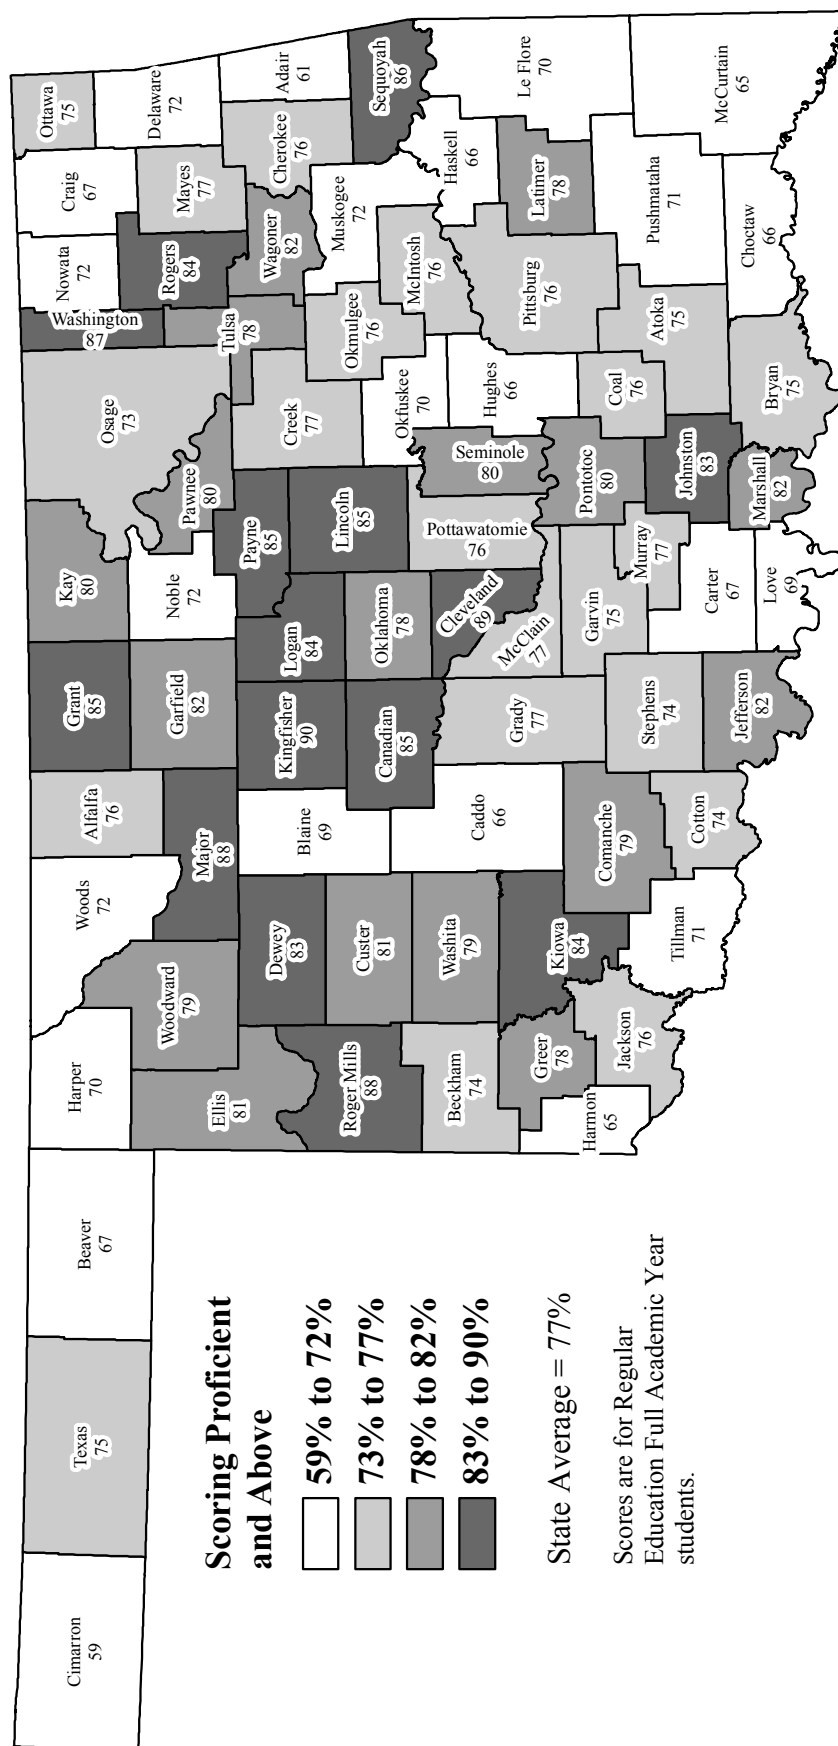 Cimarron
59
Texas
75
Beaver
67
Harper
70
Woods
72
Alfalfa
76
Grant
85
Kay
80
Osage
73
Washington
87
Nowata
72
Craig
67
Ottawa
75
Delaware
72
Ellis
81
Woodward
79
Major
88
Garfield
82
Noble
72
Pawnee
80
Tulsa
78
Rogers
84
Mayes
77
Roger Mills
88
Dewey
83
Blaine
69
Kingfisher
90
Logan
84
Payne
85
Creek
77
Wagoner
82
Cherokee
76
Adair
61
Custer
81
Canadian
85
Oklahoma
78
Lincoln
85
Okfuskee
70
Okmulgee
76
Muskogee
72
Sequoyah
86
Beckham
74
Washita
79
Caddo
66
Grady
77
Cleveland
89
McClain
77
Pottawatomie
76
Seminole
80
Hughes
66
McIntosh
76
Haskell
66
Le Flore
70
Harmon
65
Greer
78
Kiowa
84
Jackson
76
Comanche
79
Tillman
71
Cotton
74
Stephens
74
Jefferson
82
Garvin
75
Murray
77
Carter
67
Love
69
Pontotoc
80
Johnston
83
Marshall
82
Coal
76
Atoka
75
Bryan
75
Pittsburg
76
Latimer
78
Pushmataha
71
Choctaw
66
McCurtain
65
Scoring Proficient
and Above
59% to 72%
73% to 77%
78% to 82%
83% to 90%
State Average = 77%
Scores are for Regular
Education Full Academic Year
students.